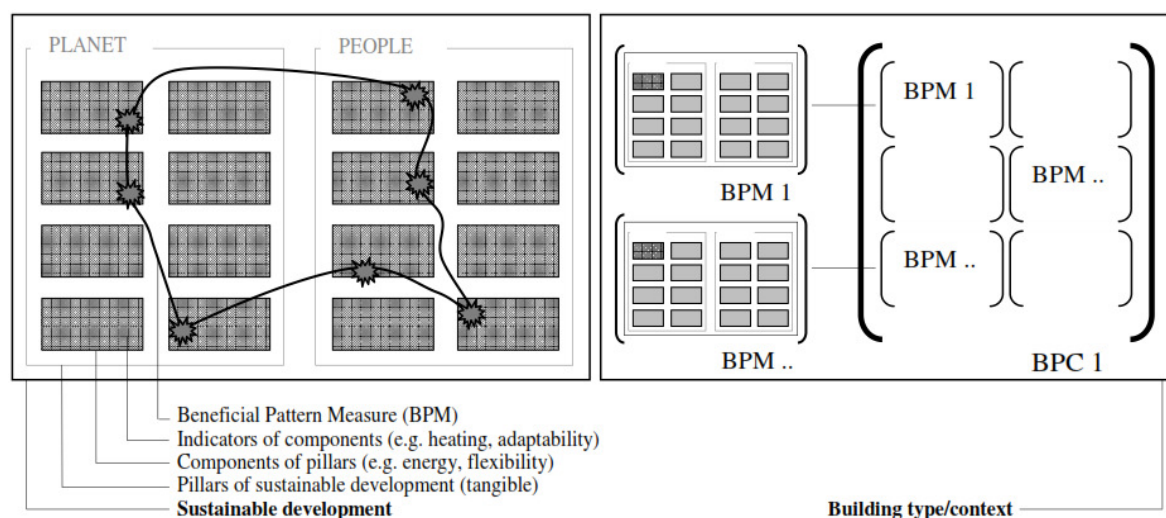 PLANET
PEOPLE
BPM 1
BPM ..
BPM 1
BPM ..
BPM ..
BPC 1
Beneficial Pattern Measure (BPM)
Indicators of components (e.g. heating, adaptability)
Components of pillars (e.g. energy, flexibility)
Pillars of sustainable development (tangible)
Sustainable development
Building type/context